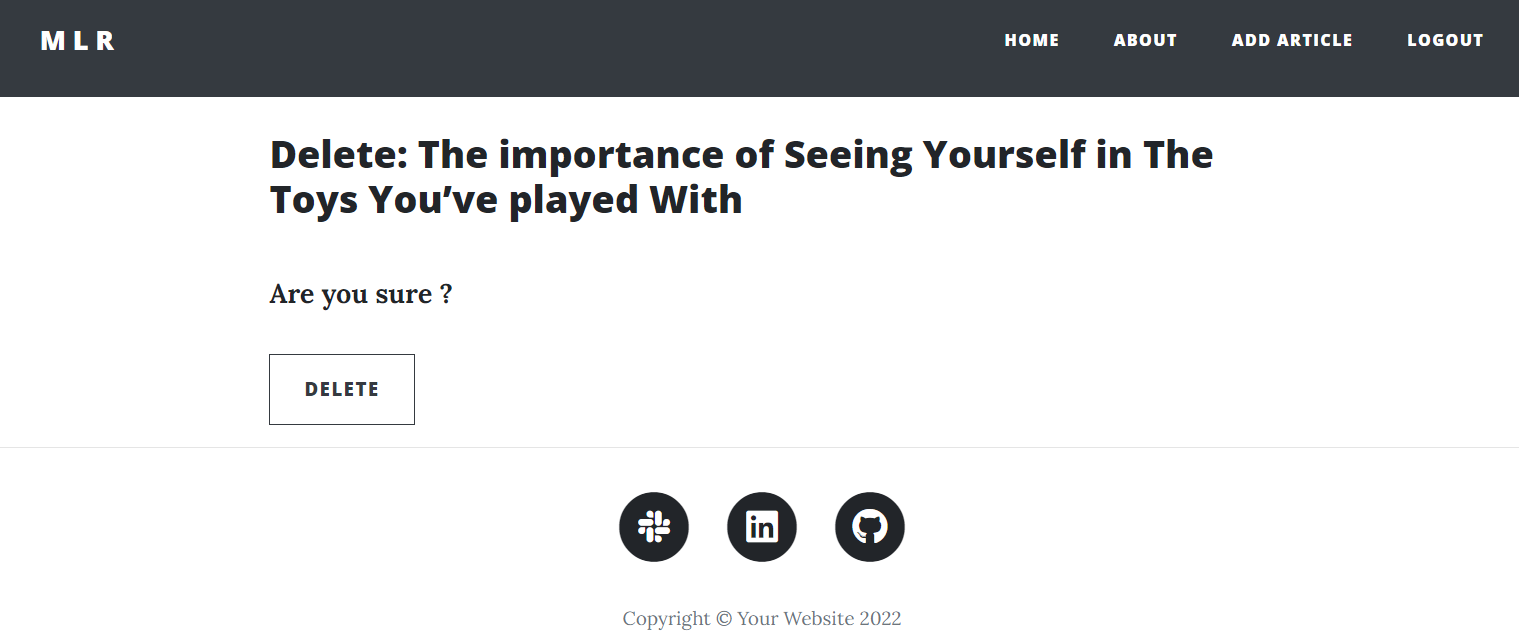 MLR
HOME ABOUT ADD ARTICLE LOGOUT
Delete: The importance of Seeing Yourself in The
Toys You’ve played With
Are you sure ?
DELETE
in
Copyright © Your Website 2022